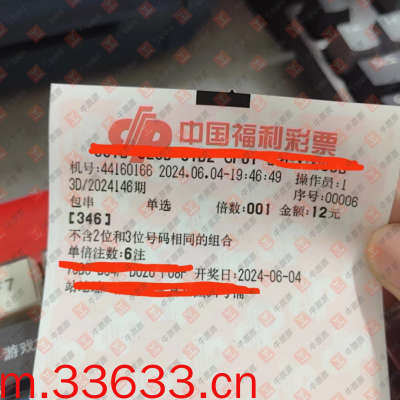 中国福利彩票
机号:44160166 2024.06.04-19:46:49 操作员:1
3D/2024146期 序号:00006
包串 单选 倍数:001 金额:12元
[346]
不含2位和3位号码相同的组合
单倍注数:6注
开奖日:2024-06-04
游戏
m.33633.cn